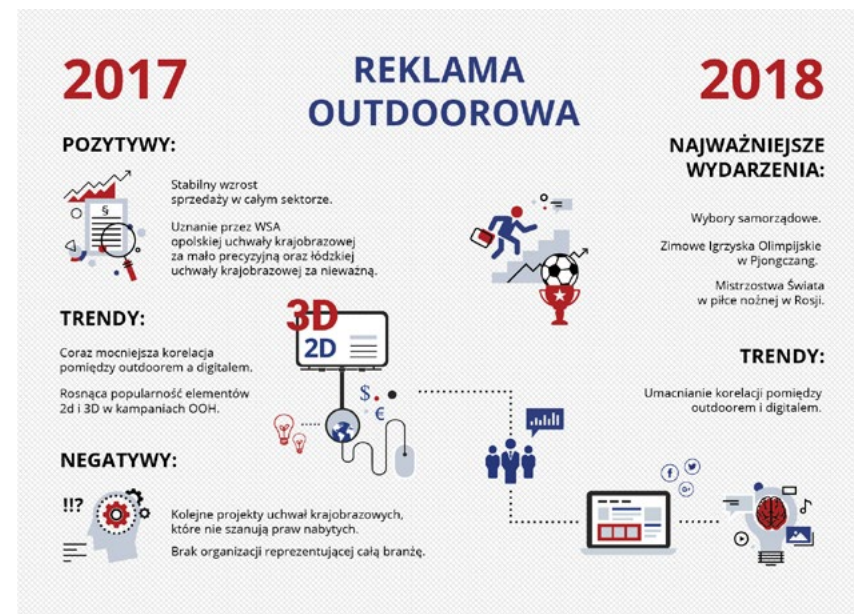 2017
REKLAMA
OUTDOOROWA
2018
POZYTYWY:
Stabilny wzrost
sprzedaży w całym sektorze.
Uznanie przez WSA
opolskiej uchwały krajobrazowej
za mało precyzyjną oraz łódzkiej
uchwały krajobrazowej za nieważną.
§
TRENDY:
Coraz mocniejsza korelacja
pomiędzy outdoorem a digitalem.
Rosnąca popularność elementów
2d i 3D w kampaniach OOH.
3D
2D
$
€
NEGATYWY:
!!?
Kolejne projekty uchwał krajobrazowych,
które nie szanują praw nabytych.
Brak organizacji reprezentującej całą branżę.
NAJWAŻNIEJSZE
WYDARZENIA:
Wybory samorządowe.
Zimowe Igrzyska Olimpijskie
w Pjongczang.
Mistrzostwa Świata
w piłce nożnej w Rosji.
TRENDY:
Umacnianie korelacji pomiędzy
outdoorem i digitalem.